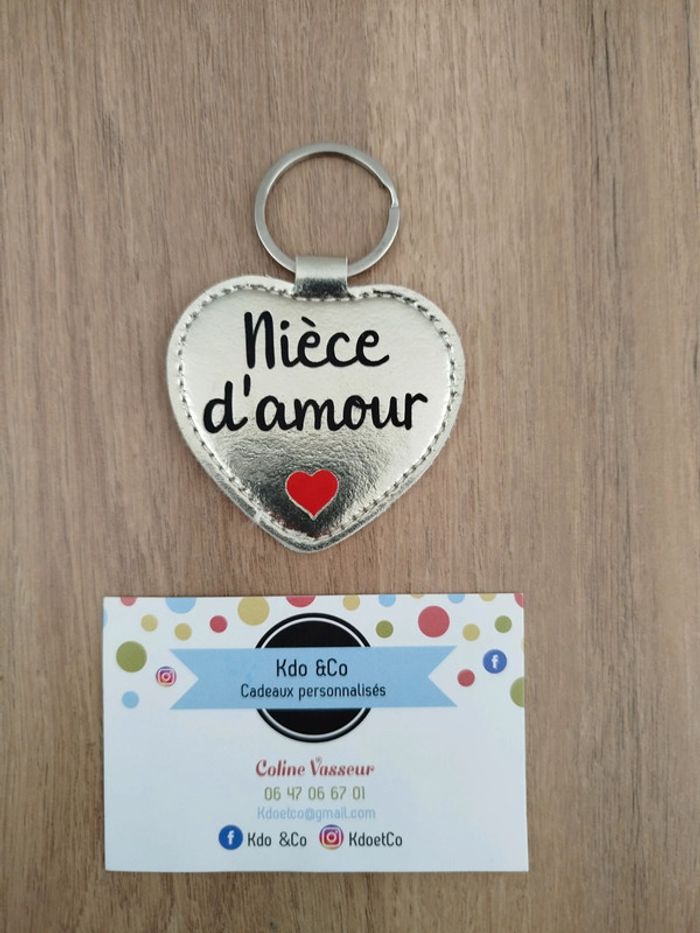 Nièce
d'amour
Kdo &Co
Cadeaux personnalisés
Coline Vasseur
06 47 06 67 01
Kdoetco@gmail.com
Kdo &Co KdoetCo